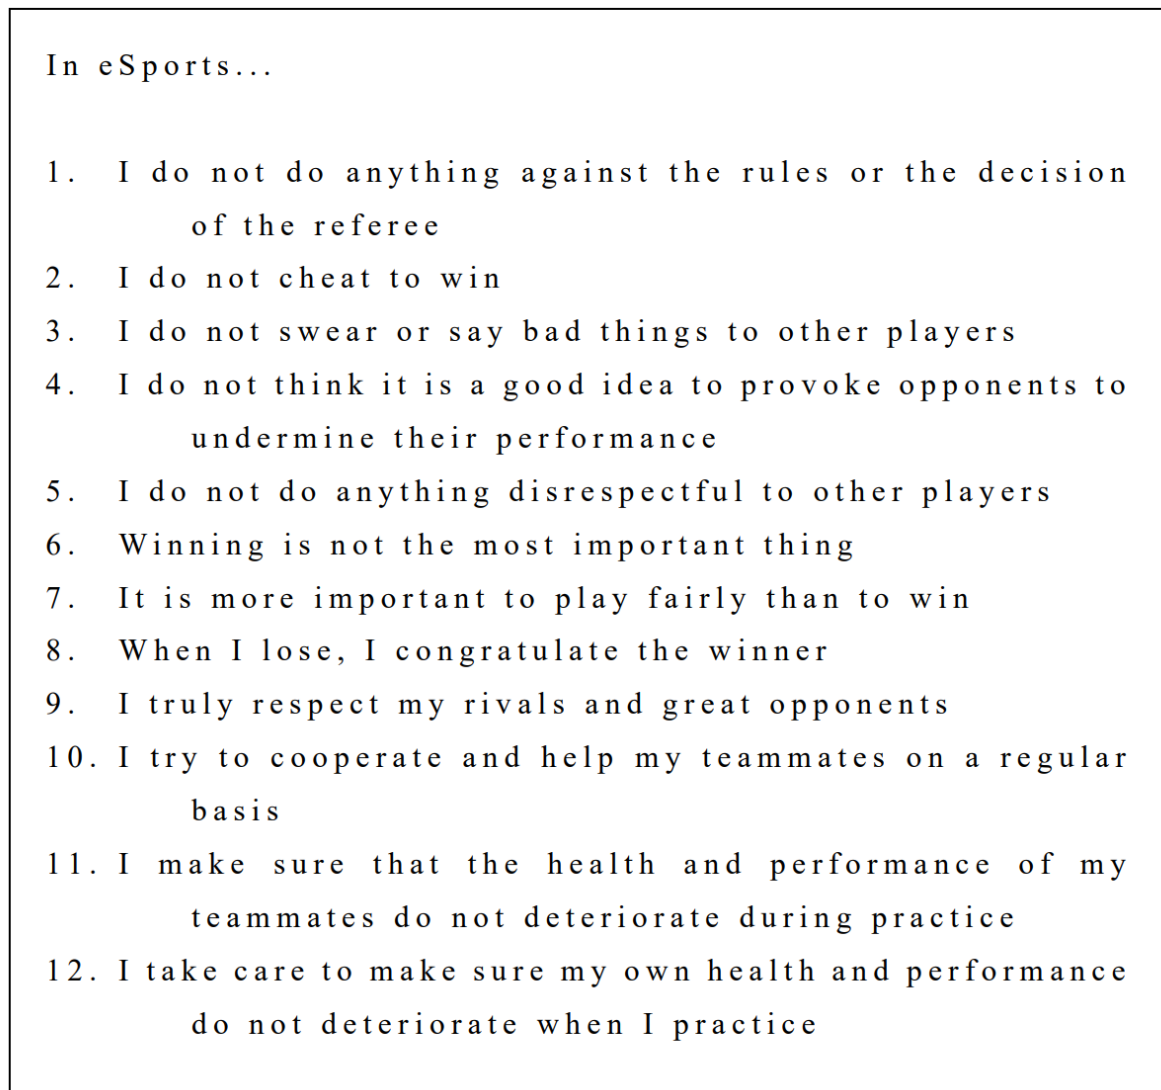 In eSports...
1. I do not do anything against the rules or the decision
of the referee
2. I do not cheat to win
3. I do not swear or say bad things to other players
4. I do not think it is a good idea to provoke opponents to
undermine their performance
5. I do not do anything disrespectful to other players
6. Winning is not the most important thing
7. It is more important to play fairly than to win
8. When I lose, I congratulate the winner
9. I truly respect my rivals and great opponents
10. I try to cooperate and help my teammates on a regular
basis
11. I make sure that the health and performance of my
teammates do not deteriorate during practice
12. I take care to make sure my own health and performance
do not deteriorate when I practice